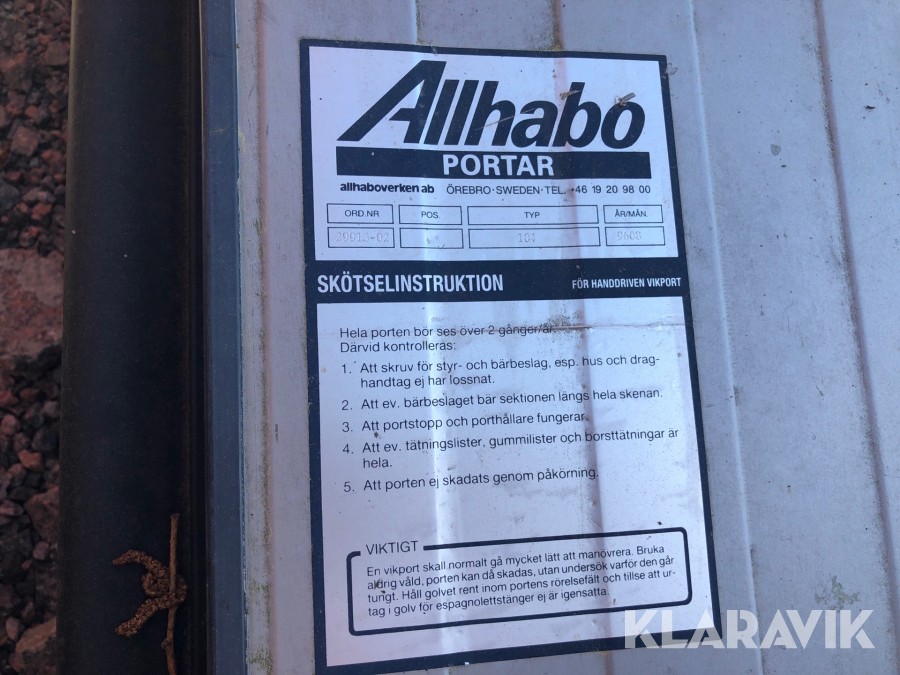 Allhabo
PORTAR
allhaboverken ab ÖREBRO·SWEDEN·TEL. +46 19 20 98 00
ORD.NR POS. TYP ÅR/MÅN.
101 9608
SKÖTSELINSTRUKTION FÖR HANDDRIVEN VIKPORT
Hela porten bör ses över 2 gånger/år.
Därvid kontrolleras:
1. Att skruv för styr- och bärbeslag, esp. hus och drag-
handtag ej har lossnat.
2. Att ev. bärbeslaget bär sektionen längs hela skenan.
3. Att portstopp och porthållare fungerar.
4. Att ev. tätningslister, gummilister och borsttätningar är
hela.
5. Att porten ej skadats genom påkörning.
VIKTIGT
En vikport skall normalt gå mycket lätt att manövrera. Bruka
aldrig våld, porten kan då skadas, utan undersök varför den går
tungt. Håll golvet rent inom portens rörelsefält och tillse att ur-
tag i golv för espagnolettstänger ej är igensatta.
KLARAVIK